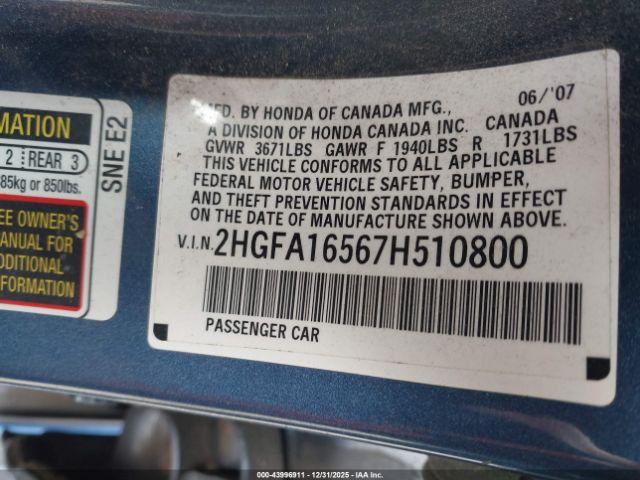 MATION
2 REAR 3
85kg or 850lbs.
EE OWNER'S
ANUAL FOR
DDITIONAL
FORMATION
SNE E2
MFD. BY HONDA OF CANADA MFG., 06/'07
A DIVISION OF HONDA CANADA INC. CANADA
GVWR 3671LBS GAWR F 1940LBS R 1731LBS
THIS VEHICLE CONFORMS TO ALL APPLICABLE
FEDERAL MOTOR VEHICLE SAFETY, BUMPER,
AND THEFT PREVENTION STANDARDS IN EFFECT
ON THE DATE OF MANUFACTURE SHOWN ABOVE.
V.I.N. 2HGFA16567H510800
PASSENGER CAR
000-43996911 - 12/31/2025 - IAA Inc.